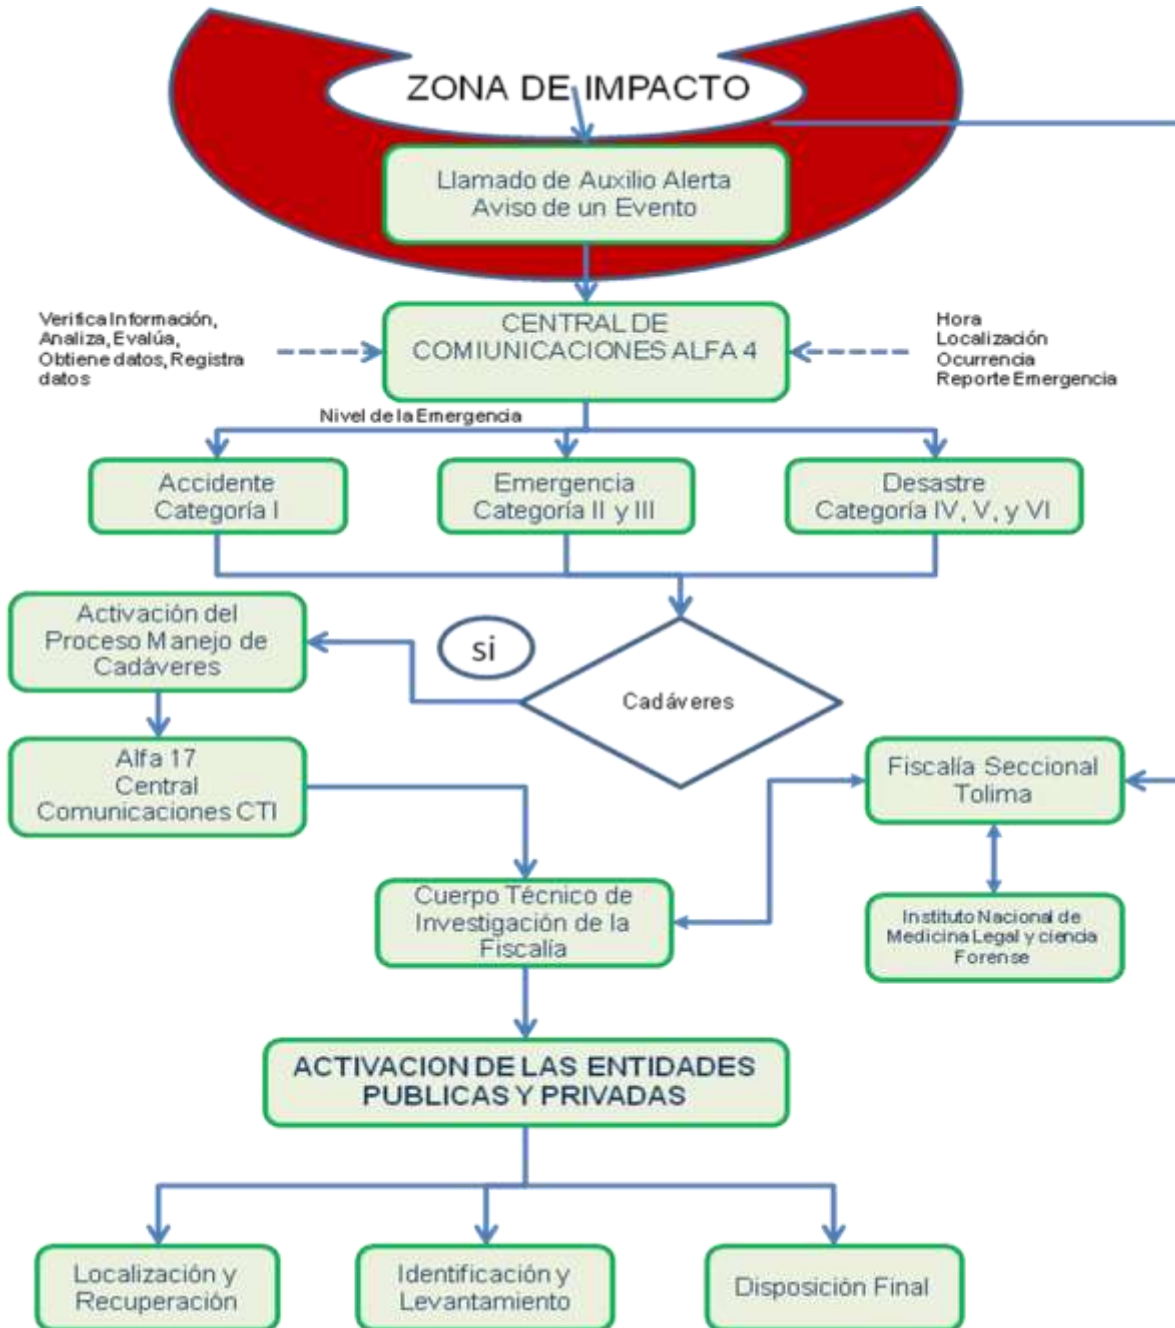 ZONA DE IMPACTO
Llamado de Auxilio Alerta
Aviso de un Evento
Verifica Información,
Analiza, Evalúa,
Obtiene datos, Registra
datos
CENTRAL DE
COMIUNICACIONES ALFA 4
Hora
Localización
Ocurrencia
Reporte Emergencia
Nivel de la Emergencia
Accidente
Categoría I
Emergencia
Categoría II y III
Desastre
Categoría IV, V, y VI
Activación del
Proceso Manejo de
Cadáveres
si
Cadáveres
Alfa 17
Central
Comunicaciones CTI
Fiscalía Seccional
Tolima
Cuerpo Técnico de
Investigación de la
Fiscalía
Instituto Nacional de
Medicina Legal y ciencia
Forense
ACTIVACION DE LAS ENTIDADES
PUBLICAS Y PRIVADAS
Localización y
Recuperación
Identificación y
Levantamiento
Disposición Final